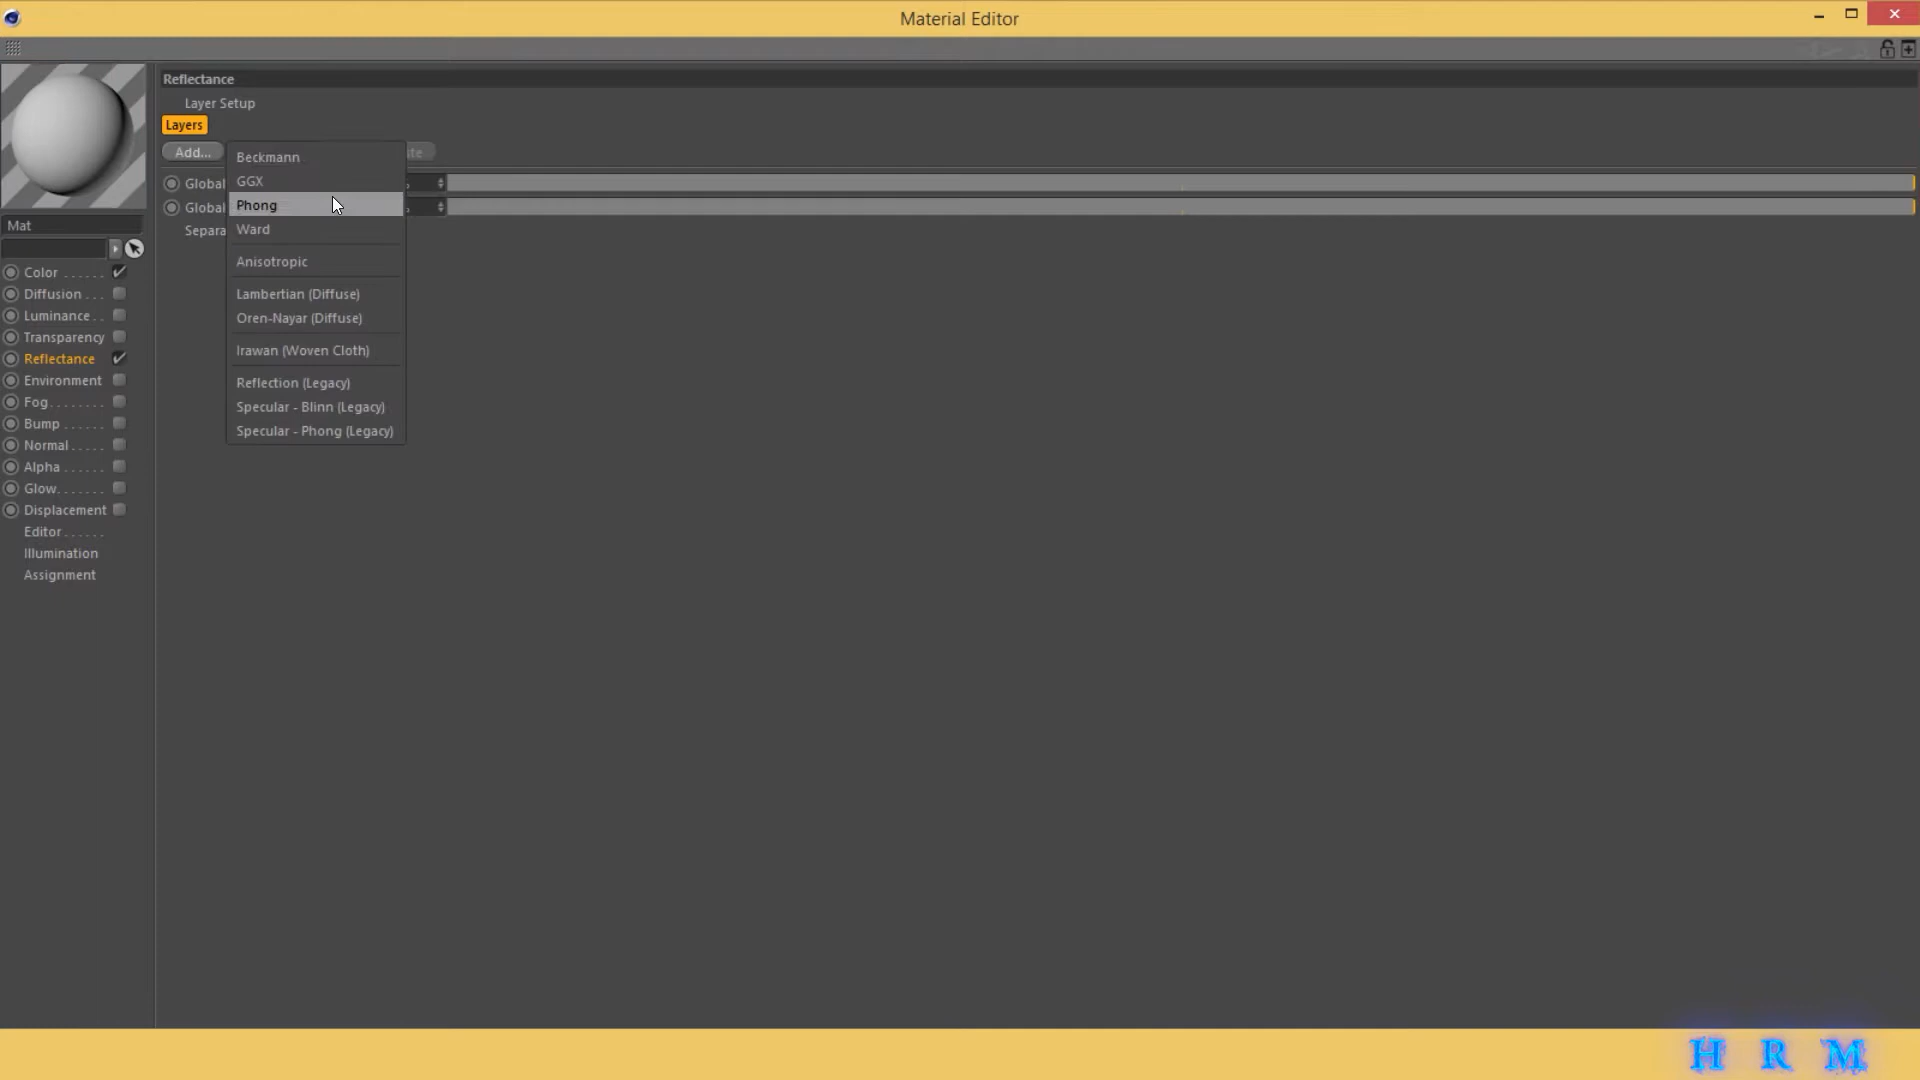 Material Editor
Reflectance
Layer Setup
Layers
Add...
Beckmann
GGX
Phong
Ward
Anisotropic
Lambertian (Diffuse)
Oren-Nayar (Diffuse)
Irawan (Woven Cloth)
Reflection (Legacy)
Specular - Blinn (Legacy)
Specular - Phong (Legacy)
Global
Global
Mat
Color ......
Diffusion ...
Luminance ..
Transparency
Reflectance
Environment
Fog ........
Bump ......
Normal .....
Alpha ......
Glow .......
Displacement
Editor ......
Illumination
Assignment
H R M